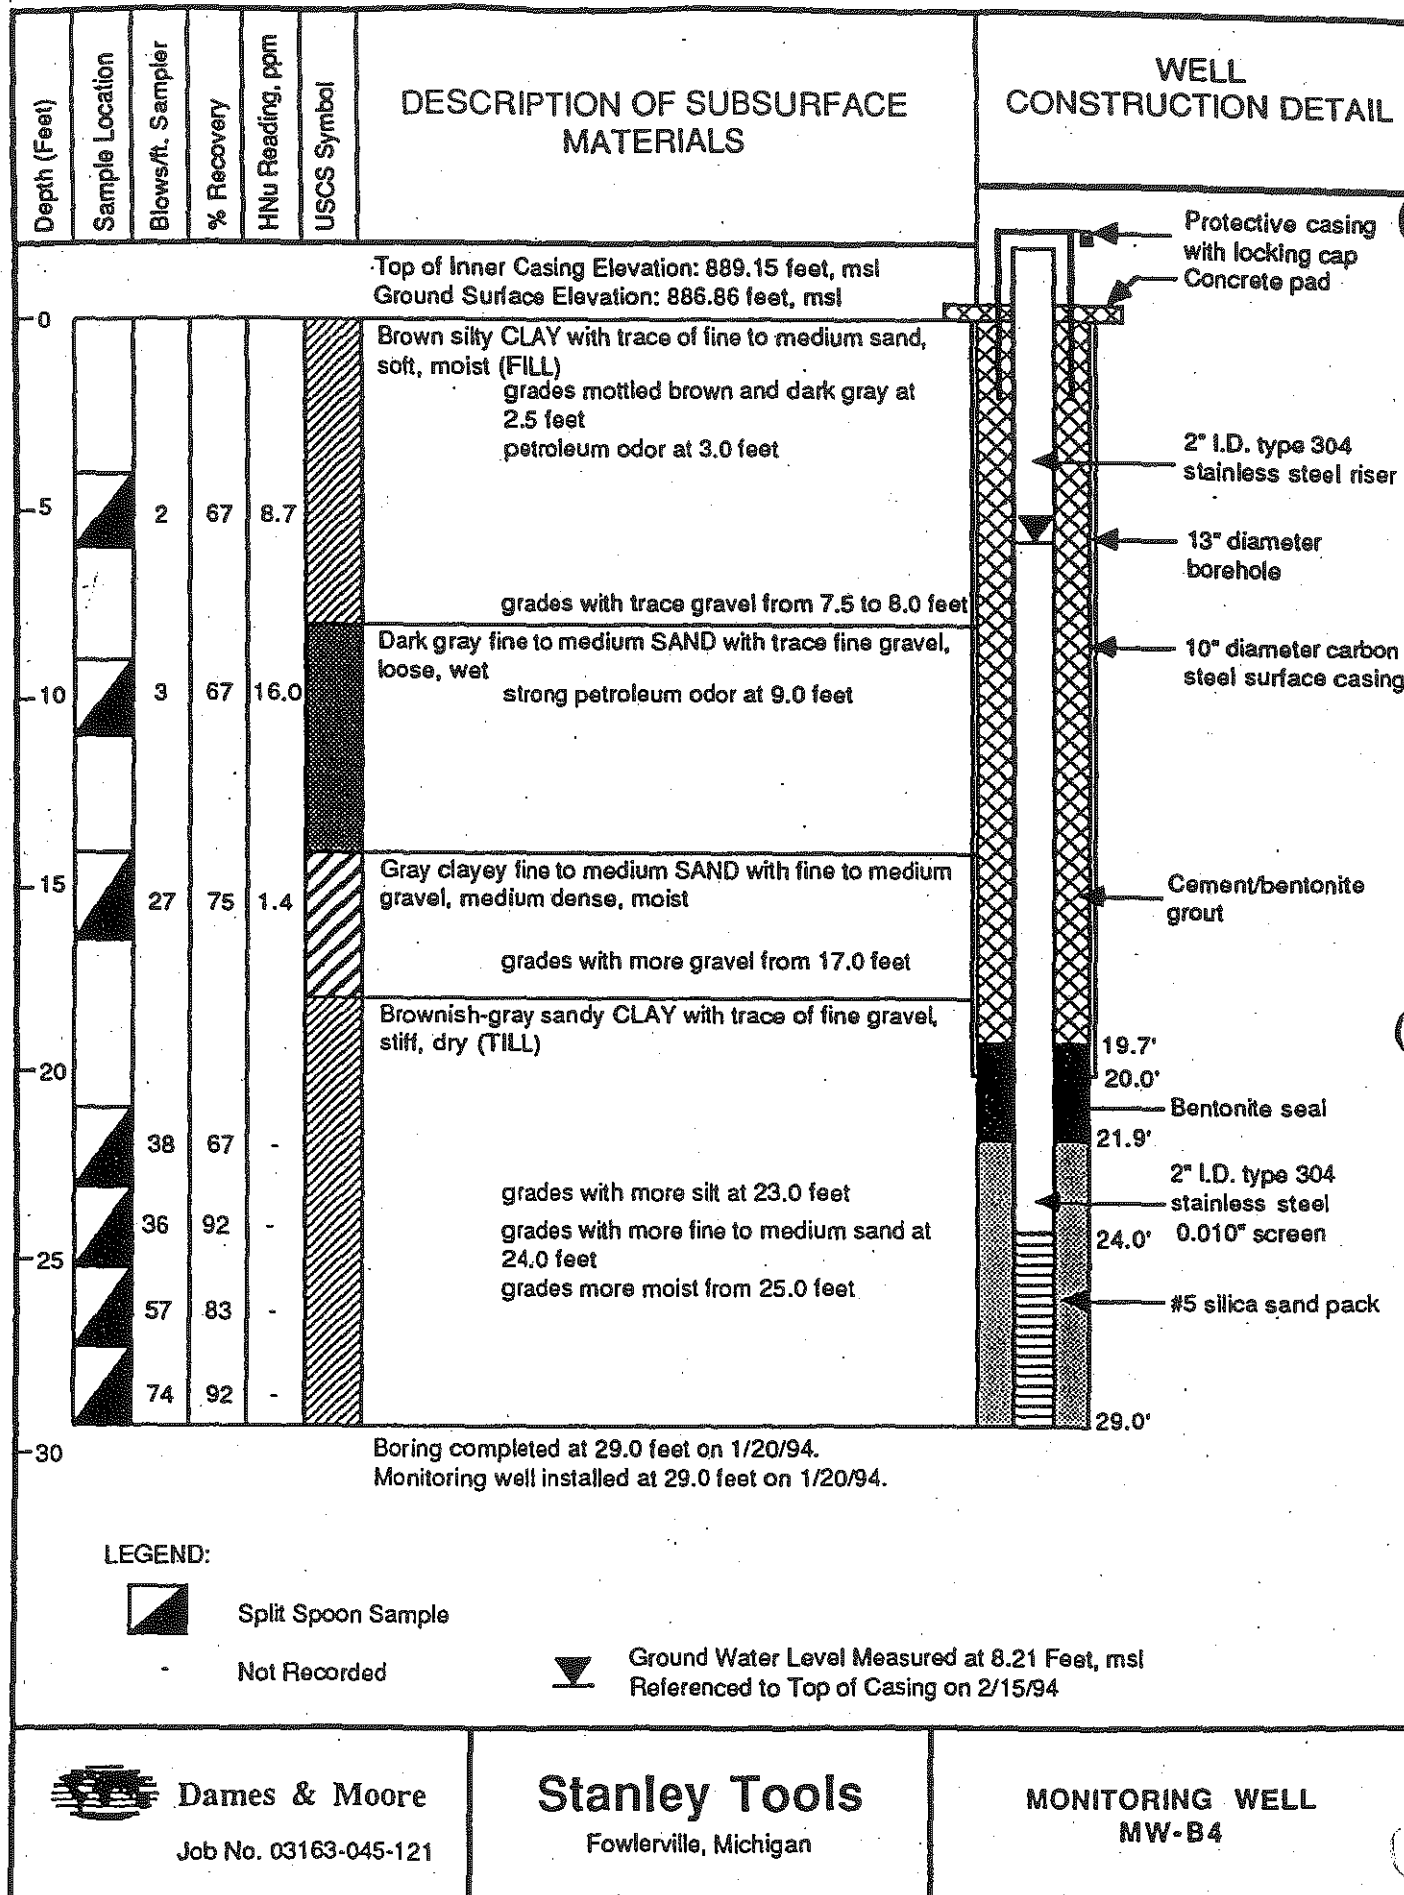 Depth (Feet)
Sample Location
Blows/ft. Sampler
% Recovery
HNu Reading, ppm
USCS Symbol
DESCRIPTION OF SUBSURFACE
MATERIALS
WELL
CONSTRUCTION DETAIL
Top of Inner Casing Elevation: 889.15 feet, msl
Ground Surface Elevation: 886.86 feet, msl
Protective casing
with locking cap
Concrete pad
0
Brown silty CLAY with trace of fine to medium sand,
soft, moist (FILL)
grades mottled brown and dark gray at
2.5 feet
petroleum odor at 3.0 feet
2" I.D. type 304
stainless steel riser
5
2 67 8.7
13" diameter
borehole
grades with trace gravel from 7.5 to 8.0 feet
Dark gray fine to medium SAND with trace fine gravel,
loose, wet
strong petroleum odor at 9.0 feet
10" diameter carbon
steel surface casing
10
3 67 16.0
15
27 75 1.4
Gray clayey fine to medium SAND with fine to medium
gravel, medium dense, moist
grades with more gravel from 17.0 feet
Cement/bentonite
grout
Brownish-gray sandy CLAY with trace of fine gravel,
stiff, dry (TILL)
19.7'
20
20.0'
Bentonite seal
21.9'
38 67 -
grades with more silt at 23.0 feet
2" I.D. type 304
stainless steel
0.010" screen
36 92 -
grades with more fine to medium sand at
24.0 feet
24.0'
25
grades more moist from 25.0 feet
57 83 -
#5 silica sand pack
74 92 -
29.0'
30
Boring completed at 29.0 feet on 1/20/94.
Monitoring well installed at 29.0 feet on 1/20/94.
LEGEND:
Split Spoon Sample
- Not Recorded
Ground Water Level Measured at 8.21 Feet, msl
Referenced to Top of Casing on 2/15/94
Dames & Moore
Job No. 03163-045-121
Stanley Tools
Fowlerville, Michigan
MONITORING WELL
MW-B4